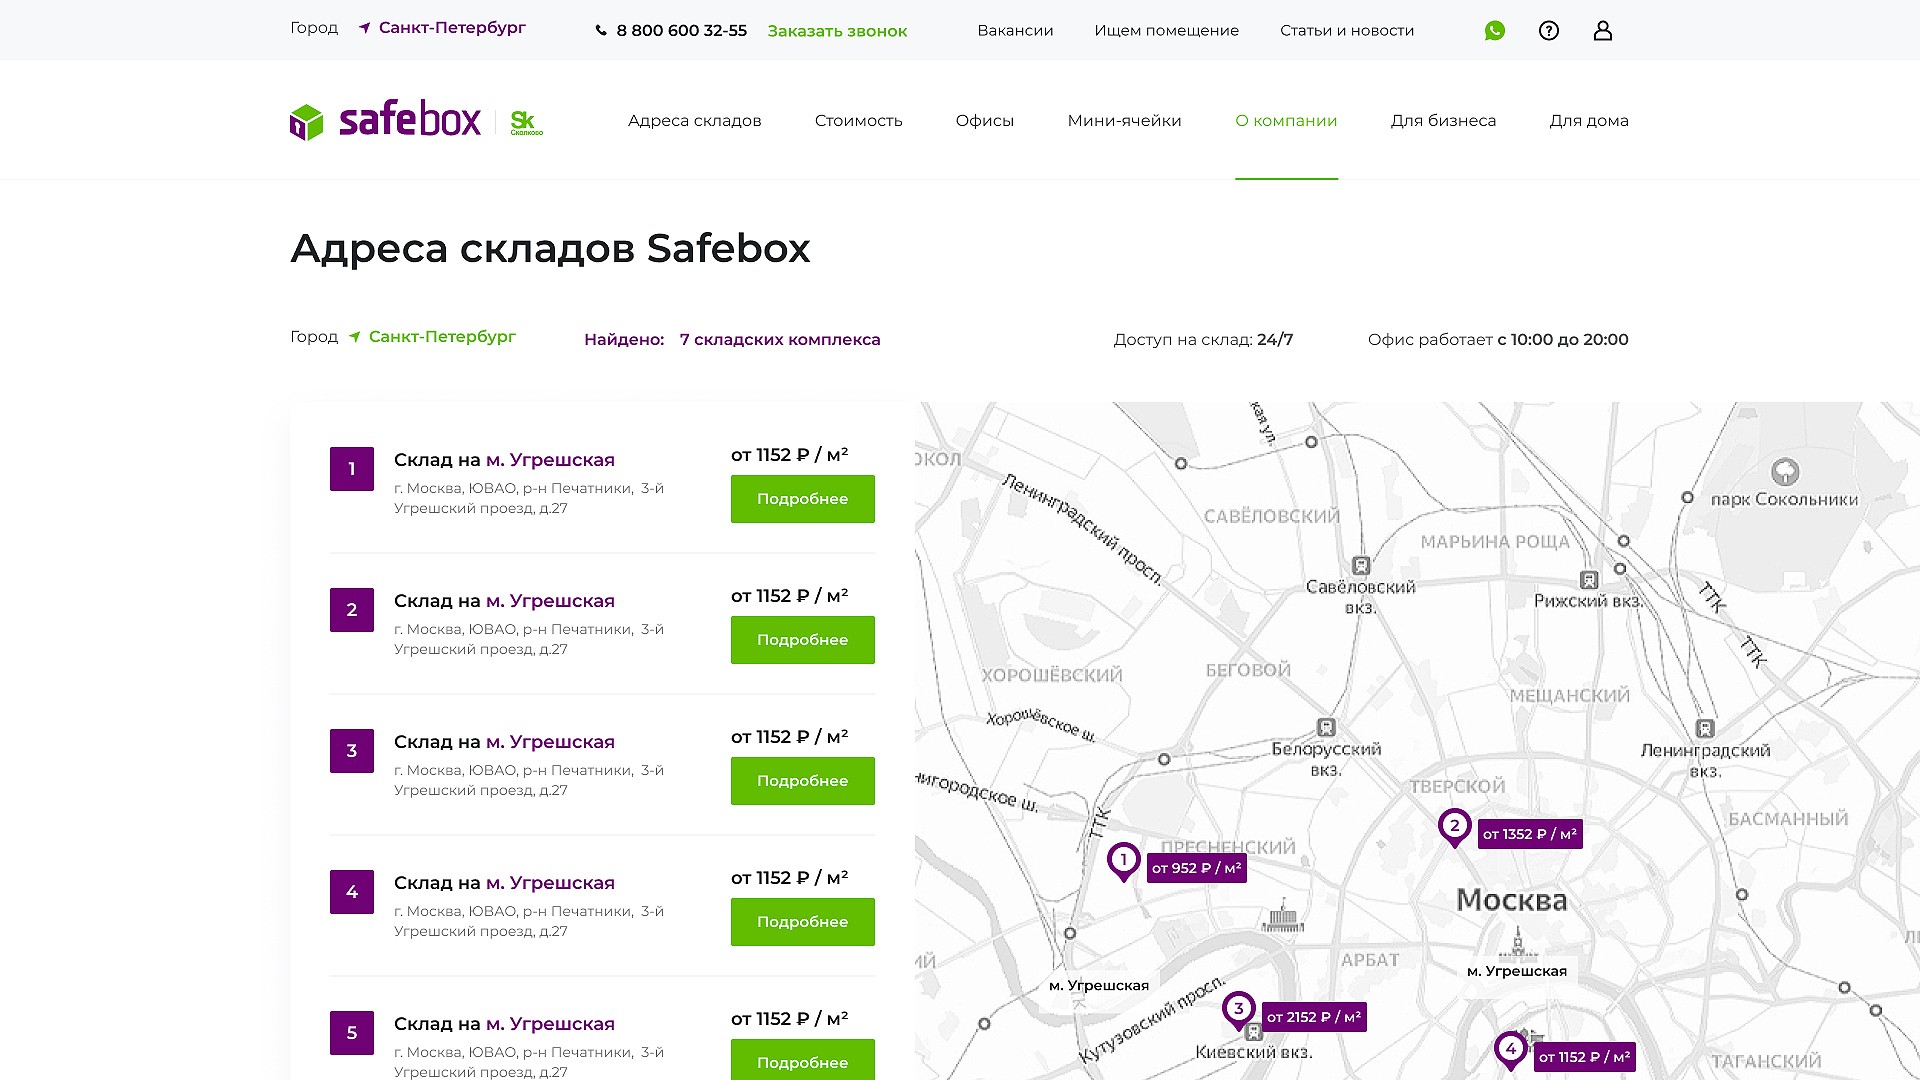 Город Санкт-Петербург
8 800 600 32-55 Заказать звонок
Вакансии Ищем помещение Статьи и новости
safebox Sk Сколково
Адреса складов Стоимость Офисы Мини-ячейки О компании Для бизнеса Для дома
Адреса складов Safebox
Город Санкт-Петербург
Найдено: 7 складских комплекса
Доступ на склад: 24/7
Офис работает с 10:00 до 20:00
1
Склад на м. Угрешская
г. Москва, ЮВАО, р-н Печатники, 3-й
Угрешский проезд, д.27
от 1152 ₽ / м²
Подробнее
2
Склад на м. Угрешская
г. Москва, ЮВАО, р-н Печатники, 3-й
Угрешский проезд, д.27
от 1152 ₽ / м²
Подробнее
3
Склад на м. Угрешская
г. Москва, ЮВАО, р-н Печатники, 3-й
Угрешский проезд, д.27
от 1152 ₽ / м²
Подробнее
4
Склад на м. Угрешская
г. Москва, ЮВАО, р-н Печатники, 3-й
Угрешский проезд, д.27
от 1152 ₽ / м²
Подробнее
5
Склад на м. Угрешская
г. Москва, ЮВАО, р-н Печатники, 3-й
Угрешский проезд, д.27
от 1152 ₽ / м²
Подробнее
кая ул.
ОКОЛ
Ленинградский просп.
САВЁЛОВСКИЙ
парк Сокольники
МАРЬИНА РОЩА
Савёловский
вкз.
Рижский вкз.
ТТК
ТТК
ХОРОШЁВСКИЙ
БЕГОВОЙ
МЕЩАНСКИЙ
Хорошёвское ш.
Белорусский
вкз.
Ленинградский
вкз.
нигородское ш.
ТВЕРСКОЙ
ТТК
БАСМАННЫЙ
2 от 1352 ₽ / м²
ПРЕСНЕНСКИЙ
1 от 952 ₽ / м²
Москва
АРБАТ
м. Угрешская
м. Угрешская
Кутузовский просп.
3 от 2152 ₽ / м²
Киевский вкз.
4 от 1152 ₽ / м²
ТАГАНСКИЙ